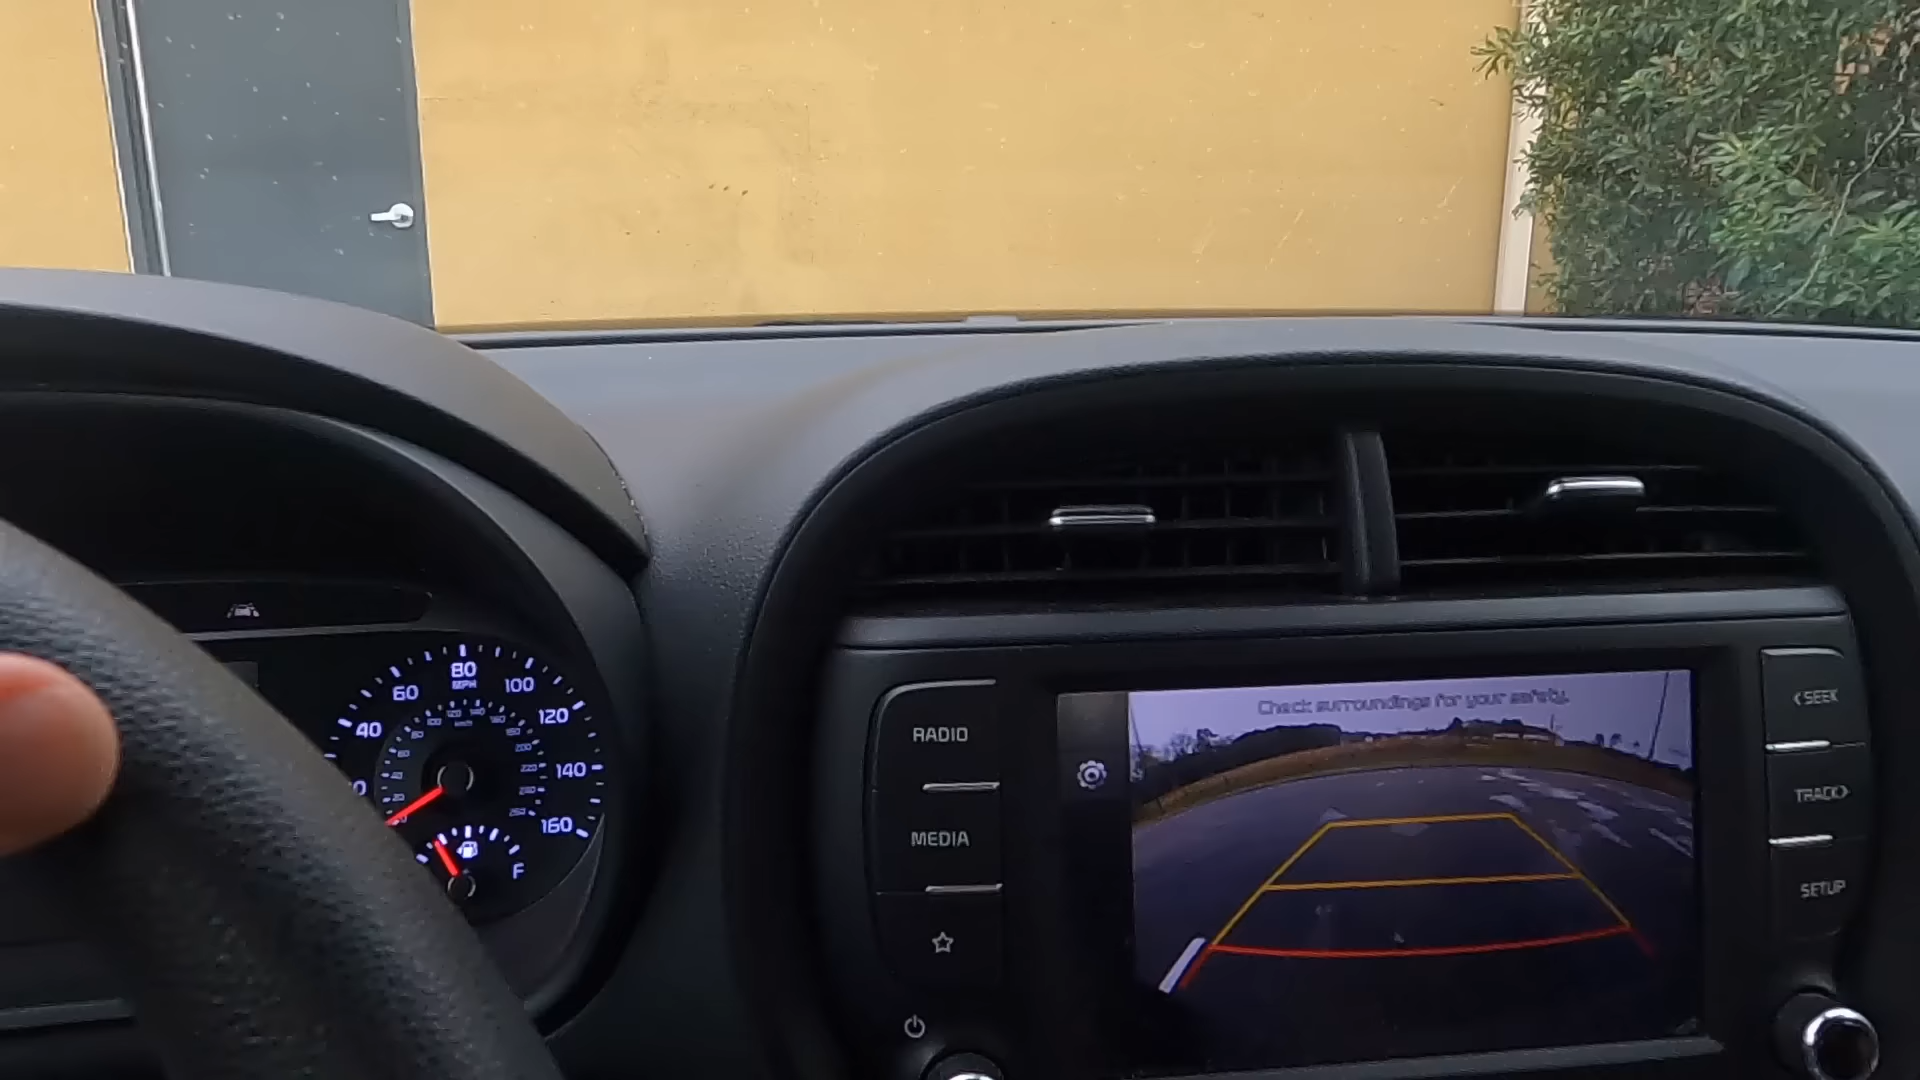 80
MPH
60
100
40
120
140
160
F
RADIO
MEDIA
Check surroundings for your safety.
<SEEK
TRACK>
SETUP